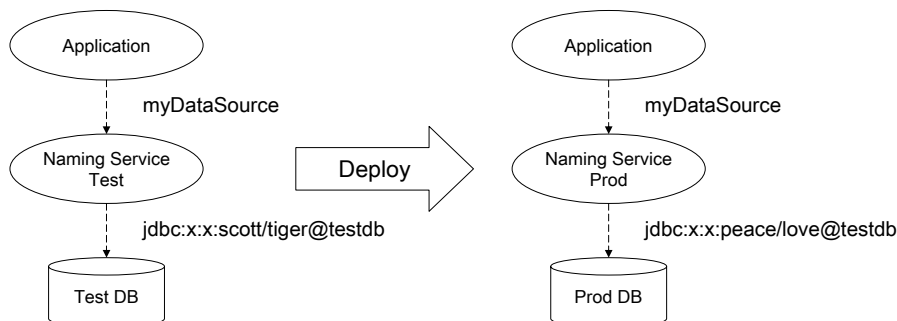 Application
myDataSource
Naming Service
Test
jdbc:x:x:scott/tiger@testdb
Test DB
Deploy
Application
myDataSource
Naming Service
Prod
jdbc:x:x:peace/love@testdb
Prod DB